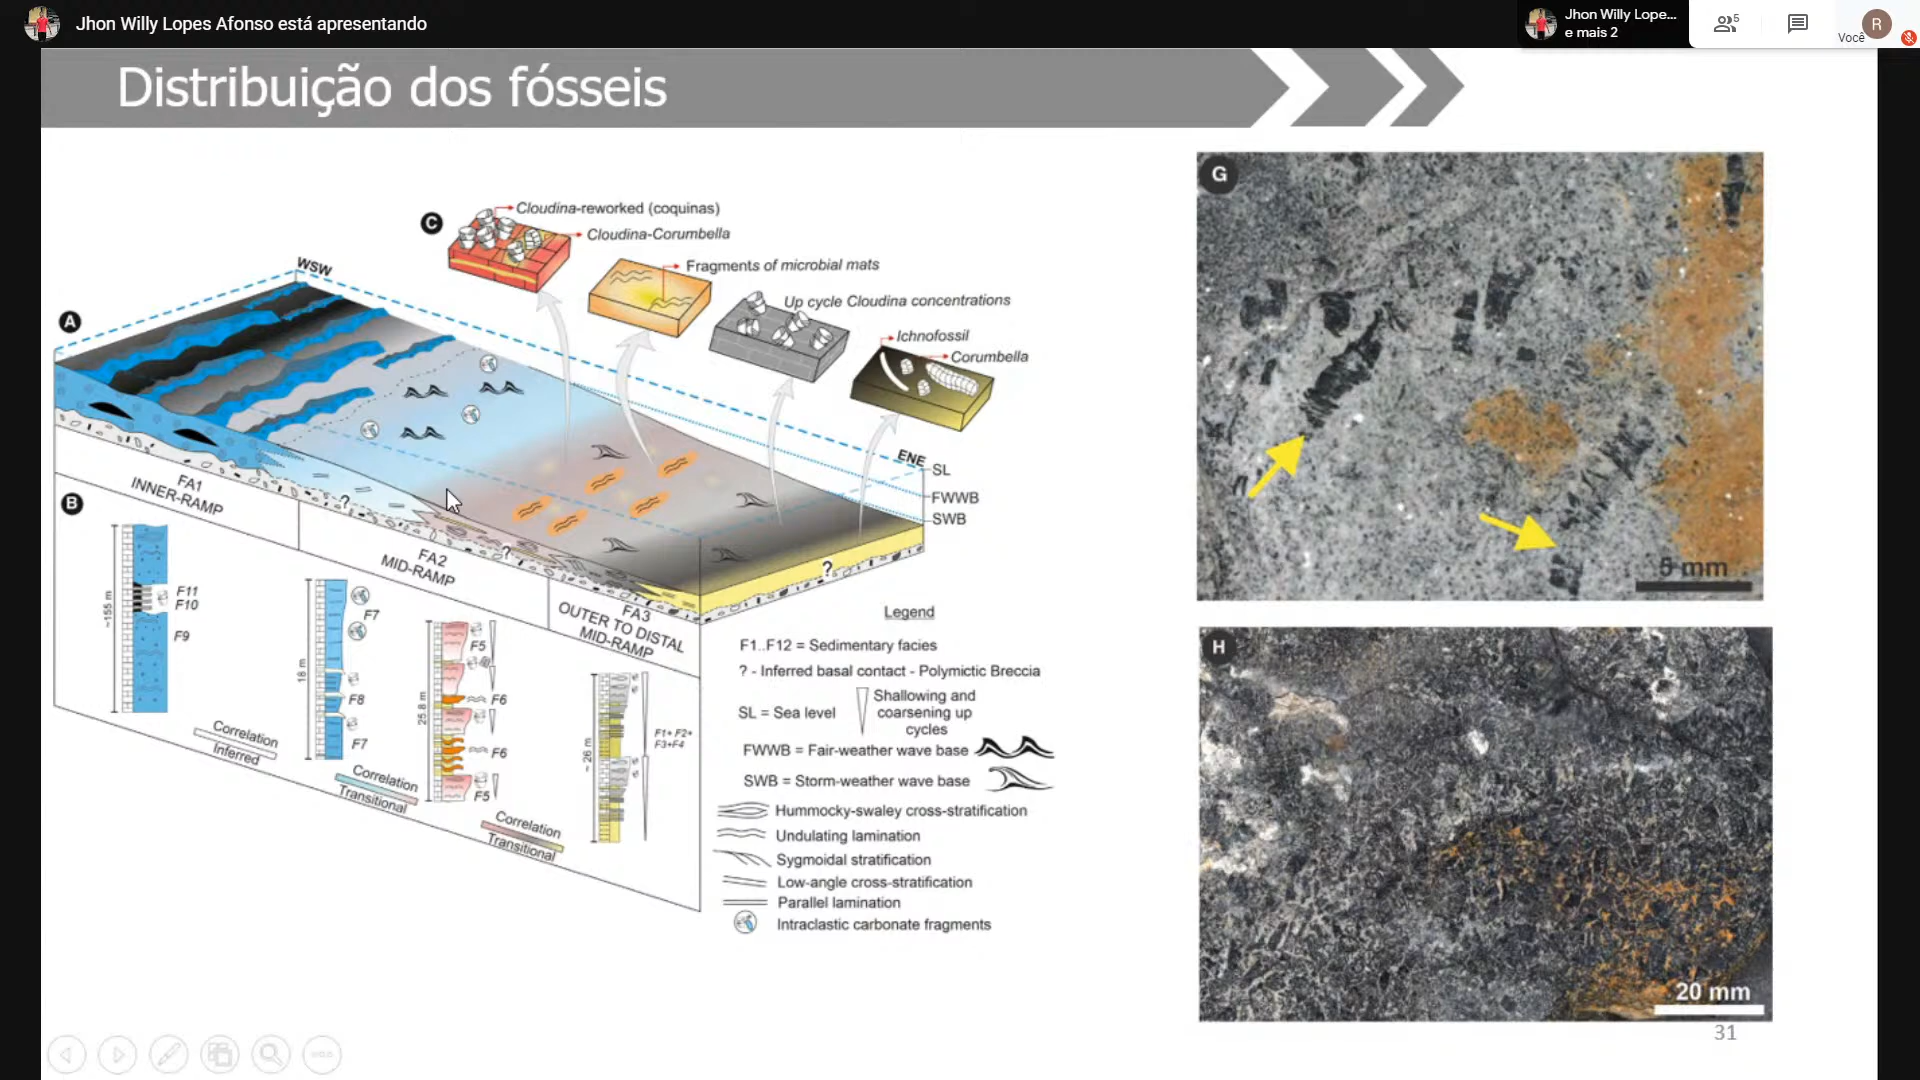 Jhon Willy Lopes Afonso está apresentando
Jhon Willy Lope...
e mais 2
5
Você
R
Distribuição dos fósseis
C
Cloudina-reworked (coquinas)
Cloudina-Corumbella
Fragments of microbial mats
Up cycle Cloudina concentrations
Ichnofossil
Corumbella
A
WSW
ENE
SL
FWWB
SWB
?
?
?
FA1
INNER-RAMP
FA2
MID-RAMP
FA3
OUTER TO DISTAL
MID-RAMP
B
~155 m
F11
F10
F9
18 m
F7
F8
F7
25.8 m
F5
F6
F6
F5
~ 26 m
F1+ F2+
F3+F4
Correlation
Inferred
Correlation
Transitional
Correlation
Transitional
Legend
F1..F12 = Sedimentary facies
? - Inferred basal contact - Polymictic Breccia
SL = Sea level
Shallowing and
coarsening up
cycles
FWWB = Fair-weather wave base
SWB = Storm-weather wave base
Hummocky-swaley cross-stratification
Undulating lamination
Sygmoidal stratification
Low-angle cross-stratification
Parallel lamination
Intraclastic carbonate fragments
G
5 mm
H
20 mm
31